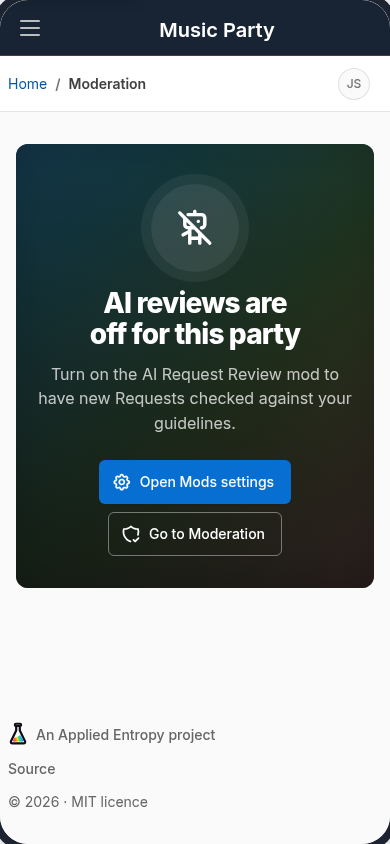 Music Party
Home / Moderation
JS
AI reviews are
off for this party
Turn on the AI Request Review mod to
have new Requests checked against your
guidelines.
Open Mods settings
Go to Moderation
An Applied Entropy project
Source
© 2026 · MIT licence